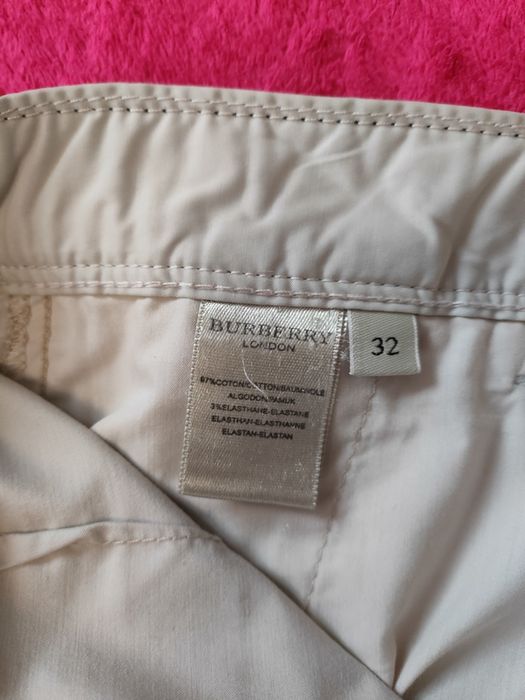 BURBERRY
LONDON
32
97%COTON/COTTON/BAUMWOLLE
ALGODON/PAMUK
3%ELASTHANE-ELASTANE
ELASTHAN-ELASTHANNE
ELASTAN-ELASTAN